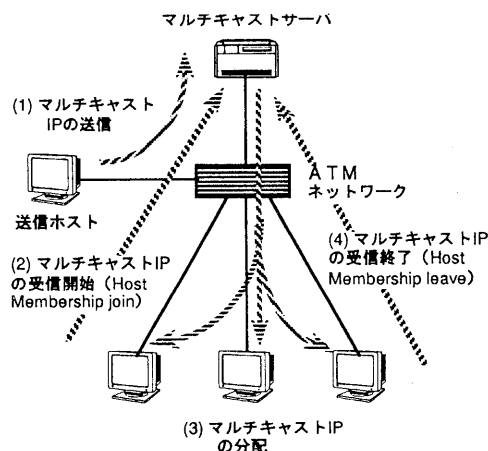 マルチキャストサーバ
(1) マルチキャスト
IPの送信
ATM
ネットワーク
送信ホスト
(2) マルチキャストIP
の受信開始（Host
Membership join）
(4) マルチキャストIP
の受信終了（Host
Membership leave）
(3) マルチキャストIP
の分配